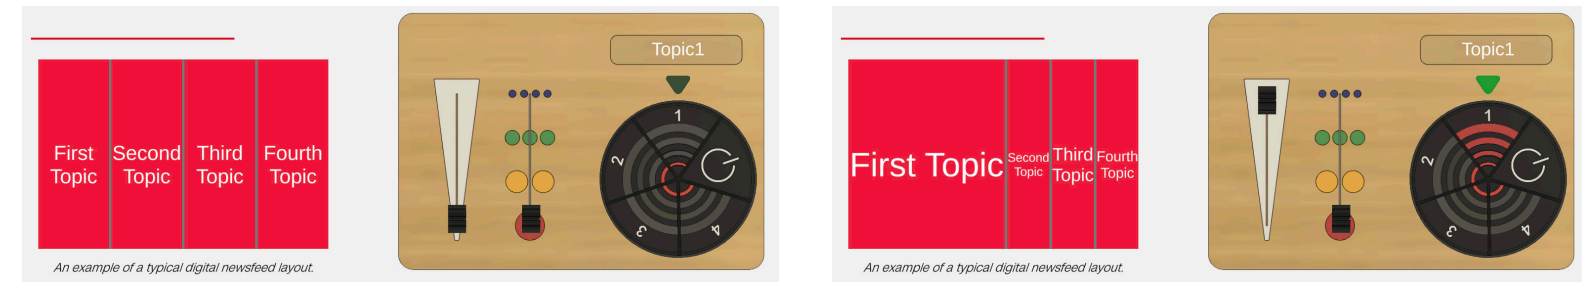 First
Topic
Second
Topic
Third
Topic
Fourth
Topic
An example of a typical digital newsfeed layout.
Topic1
1
2
3
4
First Topic
Second
Topic
Third
Topic
Fourth
Topic
An example of a typical digital newsfeed layout.
Topic1
1
2
3
4